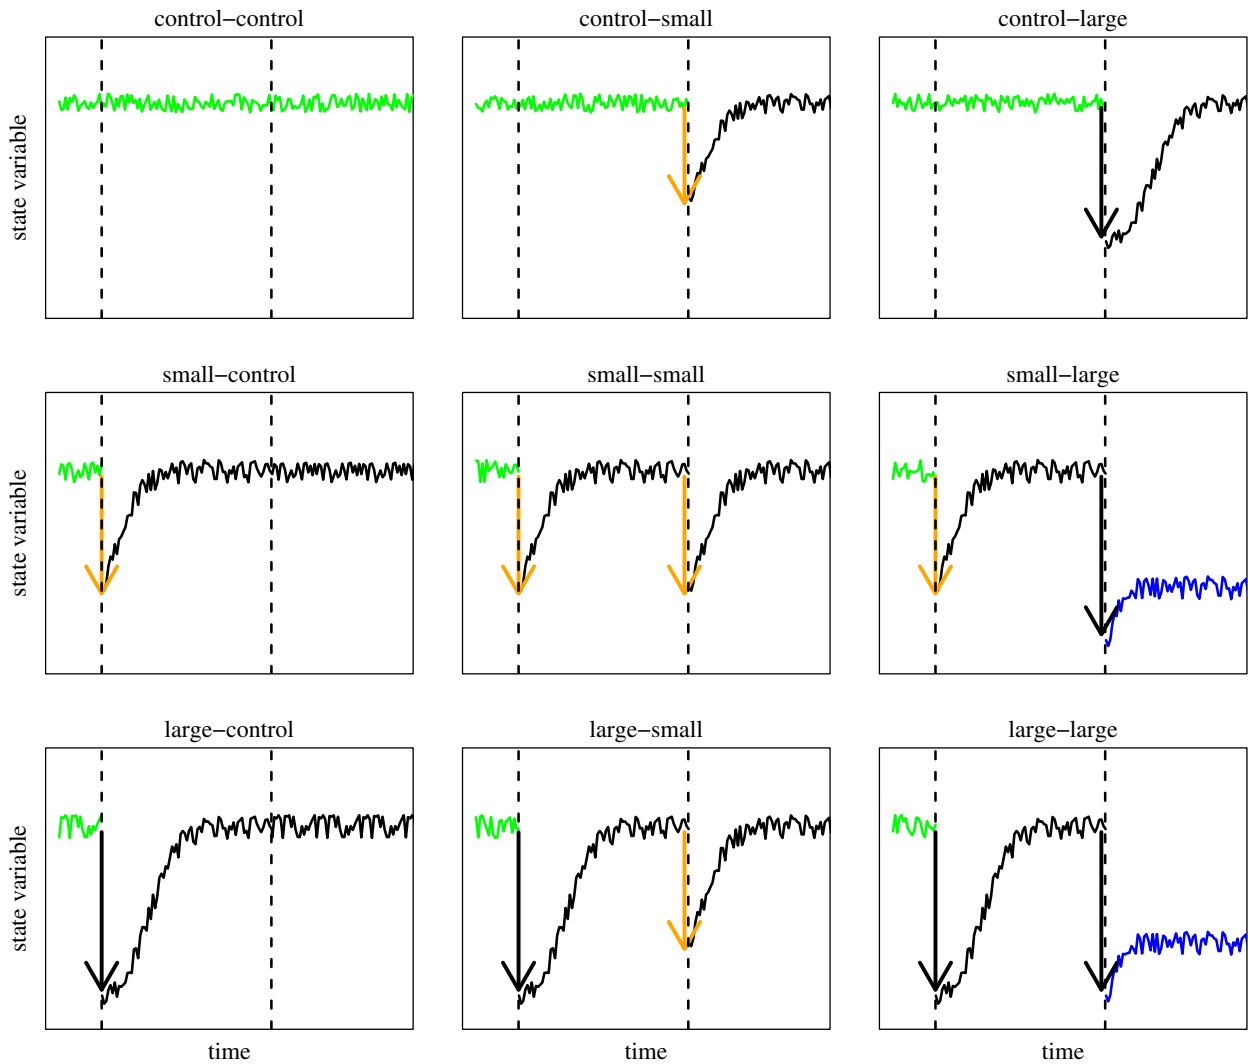 control−control
control−small
control−large
state variable
small−control
small−small
small−large
state variable
large−control
large−small
large−large
state variable
time
time
time